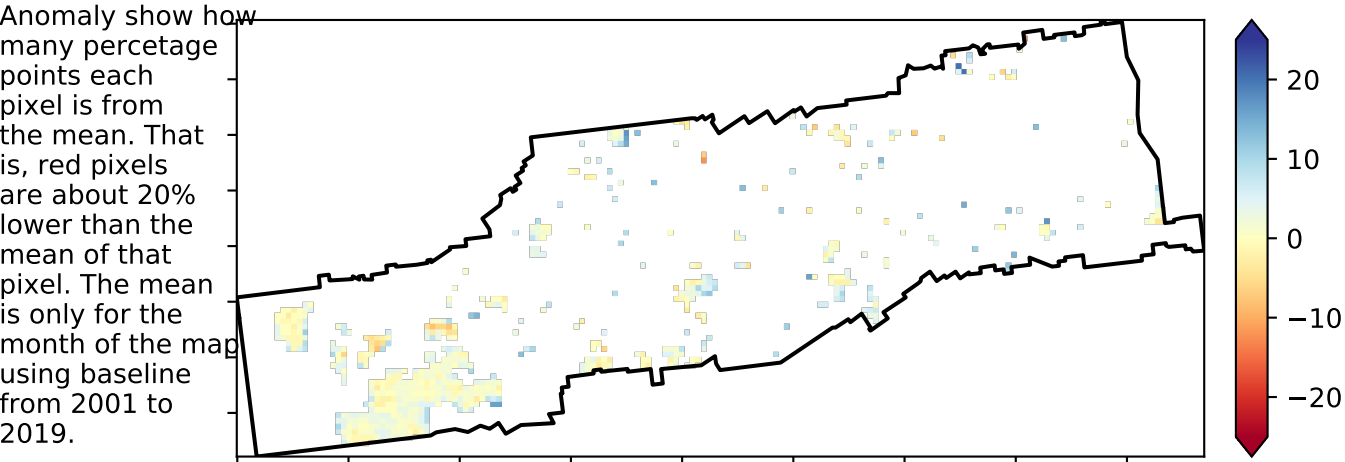 Anomaly show how
many percetage
points each
pixel is from
the mean. That
is, red pixels
are about 20%
lower than the
mean of that
pixel. The mean
is only for the
month of the map
using baseline
from 2001 to
2019.
20
10
0
−10
−20